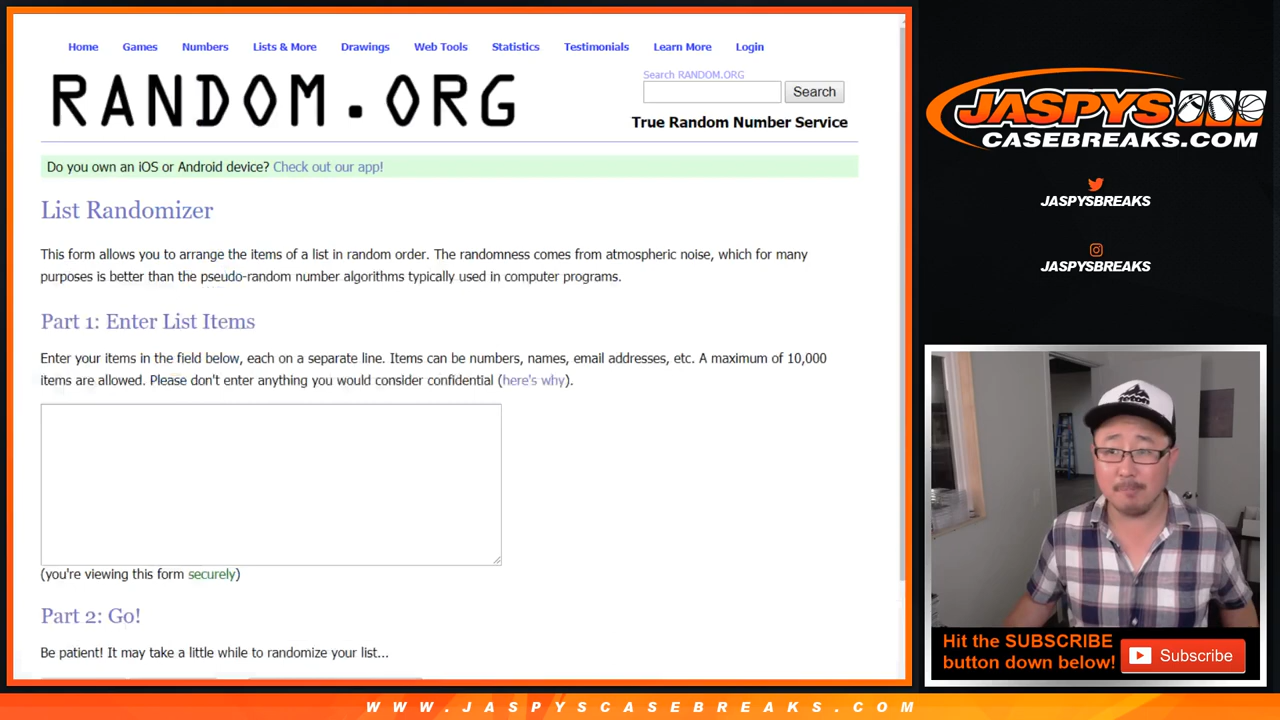 Home Games Numbers Lists & More Drawings Web Tools Statistics Testimonials Learn More Login
RANDOM.ORG
Search RANDOM.ORG
Search
True Random Number Service
Do you own an iOS or Android device? Check out our app!
List Randomizer
This form allows you to arrange the items of a list in random order. The randomness comes from atmospheric noise, which for many
purposes is better than the pseudo-random number algorithms typically used in computer programs.
Part 1: Enter List Items
Enter your items in the field below, each on a separate line. Items can be numbers, names, email addresses, etc. A maximum of 10,000
items are allowed. Please don't enter anything you would consider confidential (here's why).
(you're viewing this form securely)
Part 2: Go!
Be patient! It may take a little while to randomize your list...
JASPYS
CASEBREAKS.COM
JASPYSBREAKS
JASPYSBREAKS
Hit the SUBSCRIBE
button down below!
Subscribe
WWW.JASPYSCASEBREAKS.COM